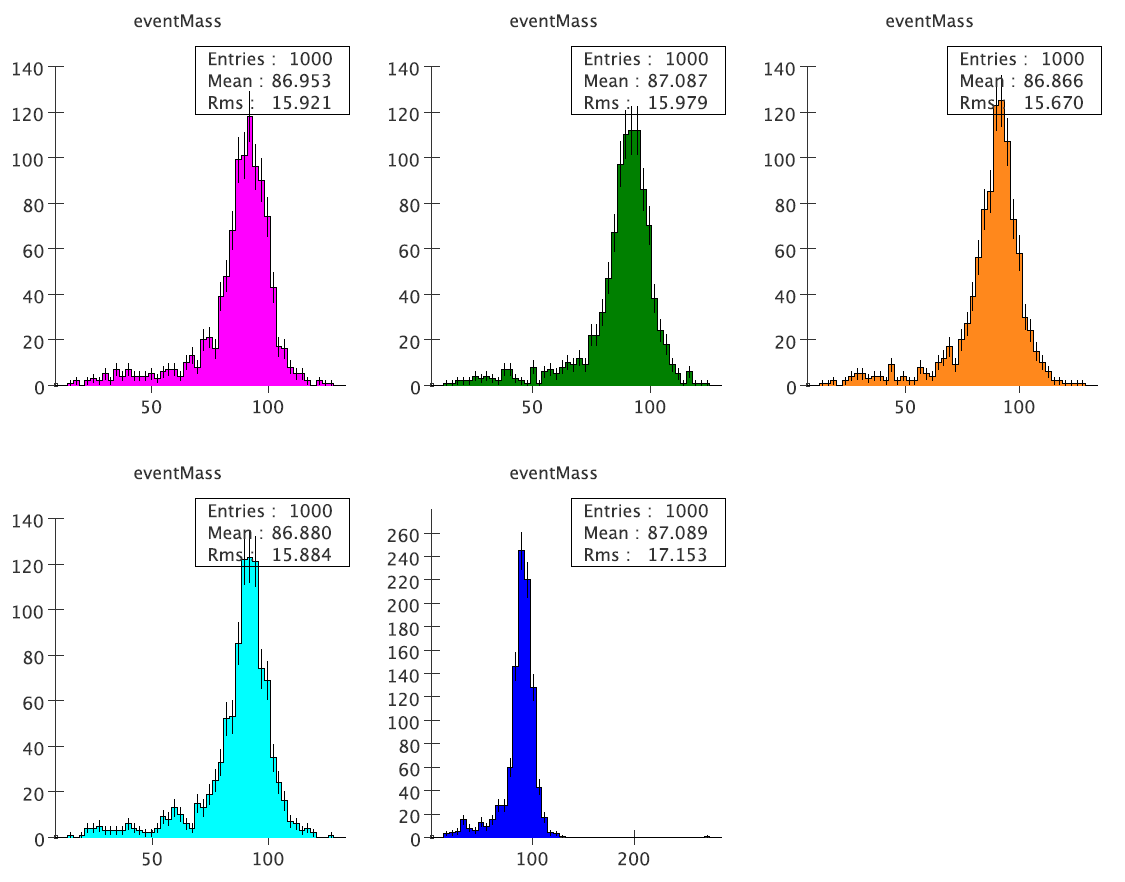 eventMass
Entries : 1000
Mean : 86.953
Rms : 15.921
140
120
100
80
60
40
20
0
50 100
eventMass
Entries : 1000
Mean : 87.087
Rms : 15.979
140
120
100
80
60
40
20
0
50 100
eventMass
Entries : 1000
Mean : 86.866
Rms : 15.670
140
120
100
80
60
40
20
0
50 100
eventMass
Entries : 1000
Mean : 86.880
Rms : 15.884
140
120
100
80
60
40
20
0
50 100
eventMass
Entries : 1000
Mean : 87.089
Rms : 17.153
260
240
220
200
180
160
140
120
100
80
60
40
20
0
100 200